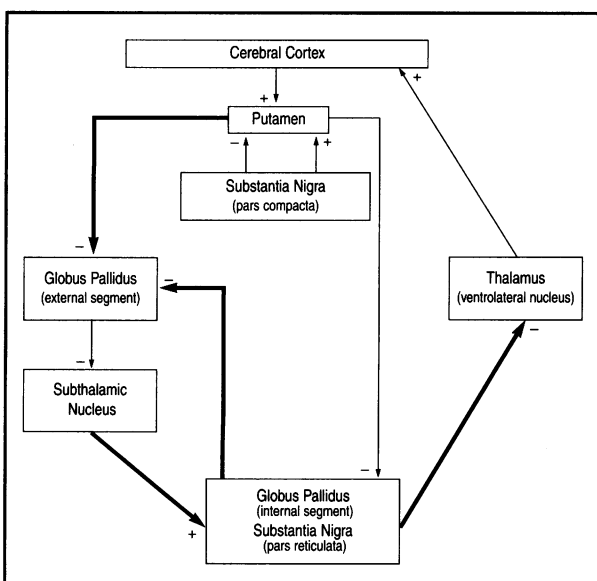 Cerebral Cortex
+
+
Putamen
−
+
Substantia Nigra
(pars compacta)
−
−
Globus Pallidus
(external segment)
Thalamus
(ventrolateral nucleus)
−
−
Subthalamic
Nucleus
−
Globus Pallidus
(internal segment)
Substantia Nigra
(pars reticulata)
+